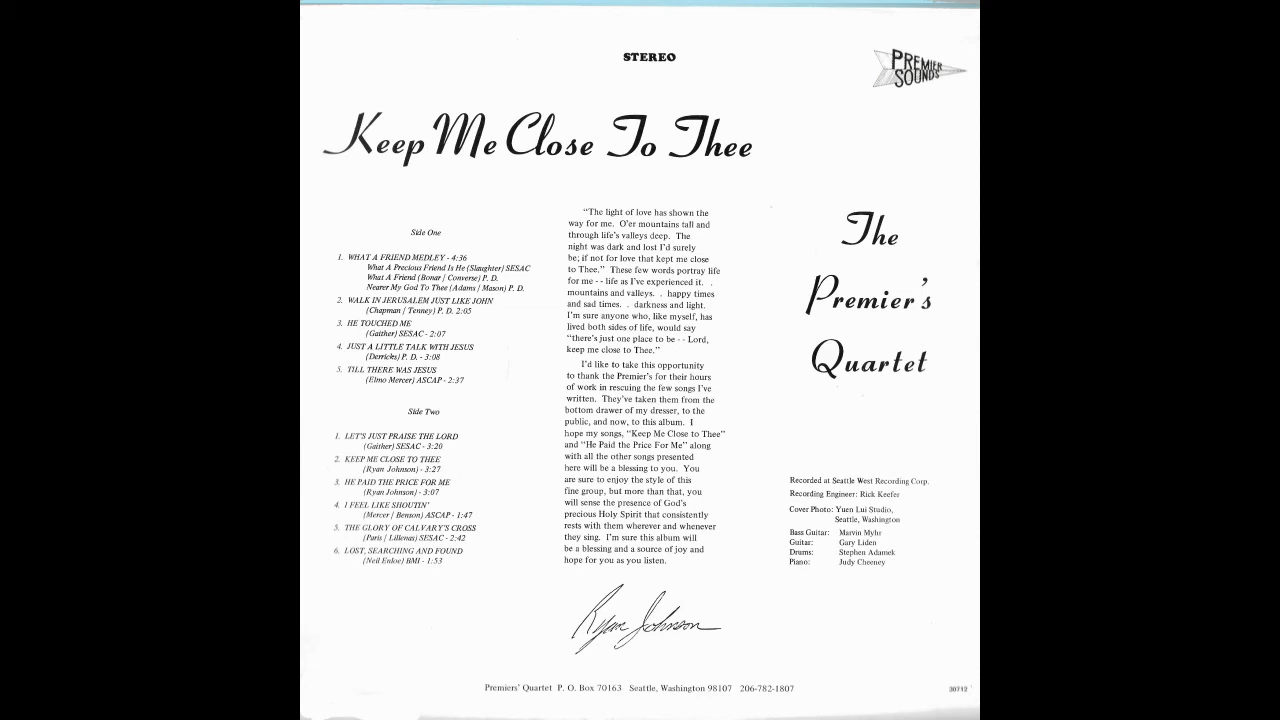 STEREO
PREMIER
SOUNDS
Keep Me Close To Thee
Side One
1. WHAT A FRIEND MEDLEY - 4:36
What A Precious Friend Is He (Slaughter) SESAC
What A Friend (Bonar / Converse) P. D.
Nearer My God To Thee (Adams / Mason) P. D.
2. WALK IN JERUSALEM JUST LIKE JOHN
(Chapman / Tenney) P. D. 2:05
3. HE TOUCHED ME
(Gaither) SESAC - 2:07
4. JUST A LITTLE TALK WITH JESUS
(Derricks) P. D. - 3:08
5. TILL THERE WAS JESUS
(Elmo Mercer) ASCAP - 2:37
Side Two
1. LET'S JUST PRAISE THE LORD
(Gaither) SESAC - 3:20
2. KEEP ME CLOSE TO THEE
(Ryan Johnson) - 3:27
3. HE PAID THE PRICE FOR ME
(Ryan Johnson) - 3:07
4. I FEEL LIKE SHOUTIN'
(Mercer / Benson) ASCAP - 1:47
5. THE GLORY OF CALVARY'S CROSS
(Paris / Lillenas) SESAC - 2:42
6. LOST, SEARCHING AND FOUND
(Neil Enloe) BMI - 1:53
"The light of love has shown the
way for me. O'er mountains tall and
through life's valleys deep. The
night was dark and lost I'd surely
be; if not for love that kept me close
to Thee." These few words portray life
for me - - life as I've experienced it. .
mountains and valleys. . happy times
and sad times. . darkness and light.
I'm sure anyone who, like myself, has
lived both sides of life, would say
"there's just one place to be - - Lord,
keep me close to Thee."
I'd like to take this opportunity
to thank the Premier's for their hours
of work in rescuing the few songs I've
written. They've taken them from the
bottom drawer of my dresser, to the
public, and now, to this album. I
hope my songs, "Keep Me Close to Thee"
and "He Paid the Price For Me" along
with all the other songs presented
here will be a blessing to you. You
are sure to enjoy the style of this
fine group, but more than that, you
will sense the presence of God's
precious Holy Spirit that consistently
rests with them wherever and whenever
they sing. I'm sure this album will
be a blessing and a source of joy and
hope for you as you listen.
Ryan Johnson
The
Premier's
Quartet
Recorded at Seattle West Recording Corp.
Recording Engineer: Rick Keefer
Cover Photo: Yuen Lui Studio,
Seattle, Washington
Bass Guitar: Marvin Myhr
Guitar: Gary Liden
Drums: Stephen Adamek
Piano: Judy Cheeney
Premiers' Quartet P. O. Box 70163 Seattle, Washington 98107 206-782-1807
30712